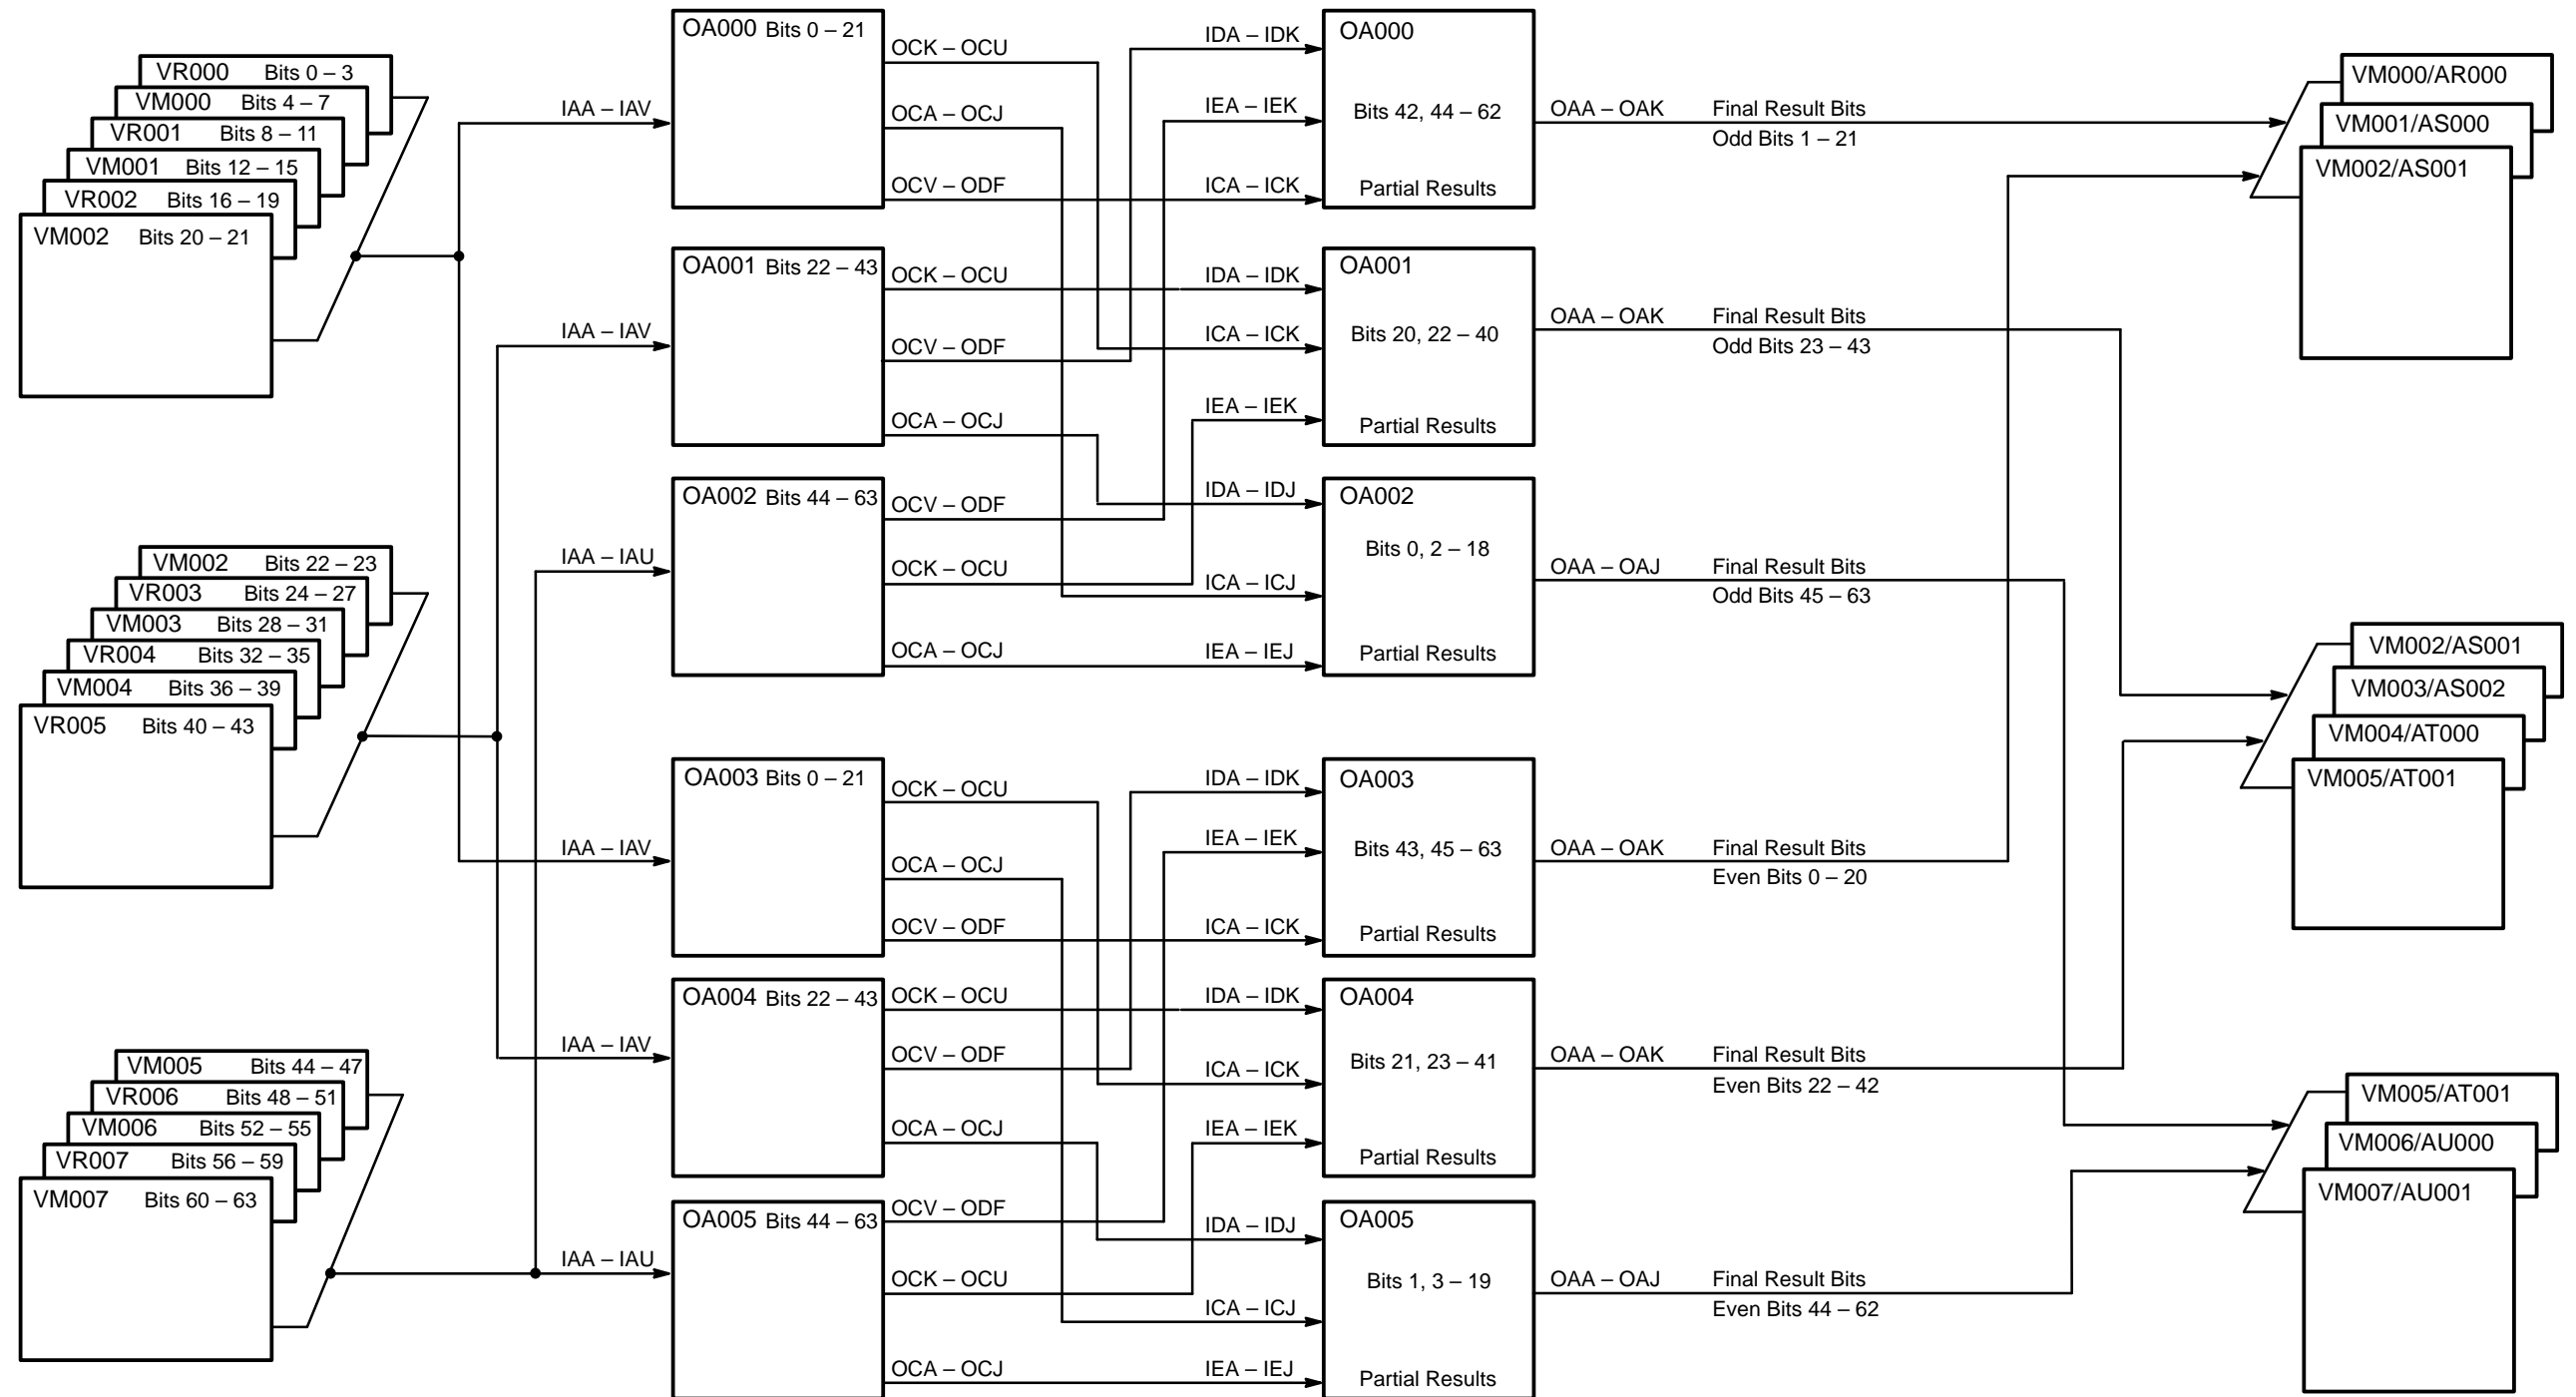 VR000 Bits 0 – 3
VM000 Bits 4 – 7
VR001 Bits 8 – 11
VM001 Bits 12 – 15
VR002 Bits 16 – 19
VM002 Bits 20 – 21
VM002 Bits 22 – 23
VR003 Bits 24 – 27
VM003 Bits 28 – 31
VR004 Bits 32 – 35
VM004 Bits 36 – 39
VR005 Bits 40 – 43
VM005 Bits 44 – 47
VR006 Bits 48 – 51
VM006 Bits 52 – 55
VR007 Bits 56 – 59
VM007 Bits 60 – 63
IAA – IAV
IAA – IAV
IAA – IAU
IAA – IAV
IAA – IAV
IAA – IAU
OA000 Bits 0 – 21
OCK – OCU
OCA – OCJ
OCV – ODF
OA001 Bits 22 – 43
OCK – OCU
OCV – ODF
OCA – OCJ
OA002 Bits 44 – 63
OCV – ODF
OCK – OCU
OCA – OCJ
OA003 Bits 0 – 21
OCK – OCU
OCA – OCJ
OCV – ODF
OA004 Bits 22 – 43
OCK – OCU
OCV – ODF
OCA – OCJ
OA005 Bits 44 – 63
OCV – ODF
OCK – OCU
OCA – OCJ
IDA – IDK
IEA – IEK
ICA – ICK
OA000
Bits 42, 44 – 62
Partial Results
IDA – IDK
ICA – ICK
IEA – IEK
OA001
Bits 20, 22 – 40
Partial Results
IDA – IDJ
ICA – ICJ
IEA – IEJ
OA002
Bits 0, 2 – 18
Partial Results
IDA – IDK
IEA – IEK
ICA – ICK
OA003
Bits 43, 45 – 63
Partial Results
IDA – IDK
ICA – ICK
IEA – IEK
OA004
Bits 21, 23 – 41
Partial Results
IDA – IDJ
ICA – ICJ
IEA – IEJ
OA005
Bits 1, 3 – 19
Partial Results
OAA – OAK Final Result Bits
Odd Bits 1 – 21
OAA – OAK Final Result Bits
Odd Bits 23 – 43
OAA – OAJ Final Result Bits
Odd Bits 45 – 63
OAA – OAK Final Result Bits
Even Bits 0 – 20
OAA – OAK Final Result Bits
Even Bits 22 – 42
OAA – OAJ Final Result Bits
Even Bits 44 – 62
VM000/AR000
VM001/AS000
VM002/AS001
VM002/AS001
VM003/AS002
VM004/AT000
VM005/AT001
VM005/AT001
VM006/AU000
VM007/AU001